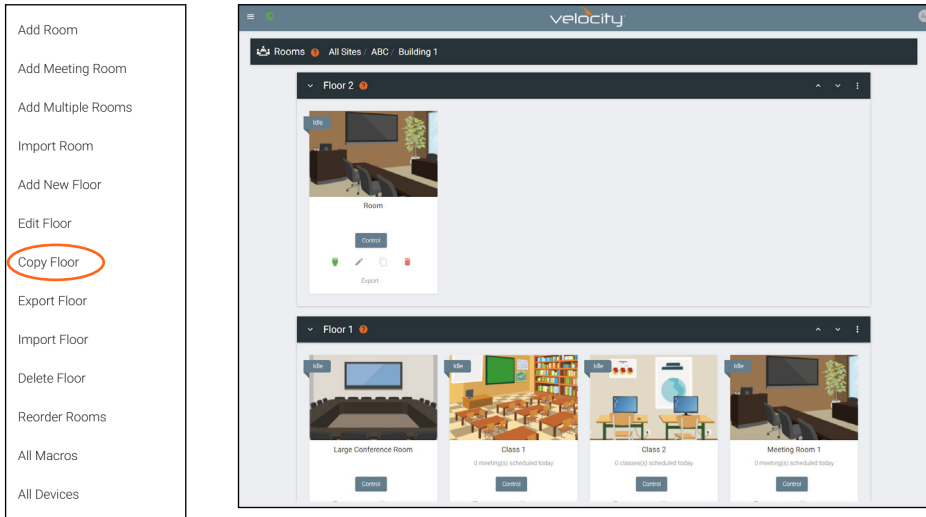 Add Room
Add Meeting Room
Add Multiple Rooms
Import Room
Add New Floor
Edit Floor
Copy Floor
Export Floor
Import Floor
Delete Floor
Reorder Rooms
All Macros
All Devices
velocity
Rooms ? All Sites / ABC / Building 1
Floor 2 ?
Idle
Room
Control
Export
Floor 1 ?
Idle Idle Idle Idle
Large Conference Room Class 1 Class 2 Meeting Room 1
0 meeting(s) scheduled today. 0 classes(s) scheduled today. 0 meeting(s) scheduled today.
Control Control Control Control